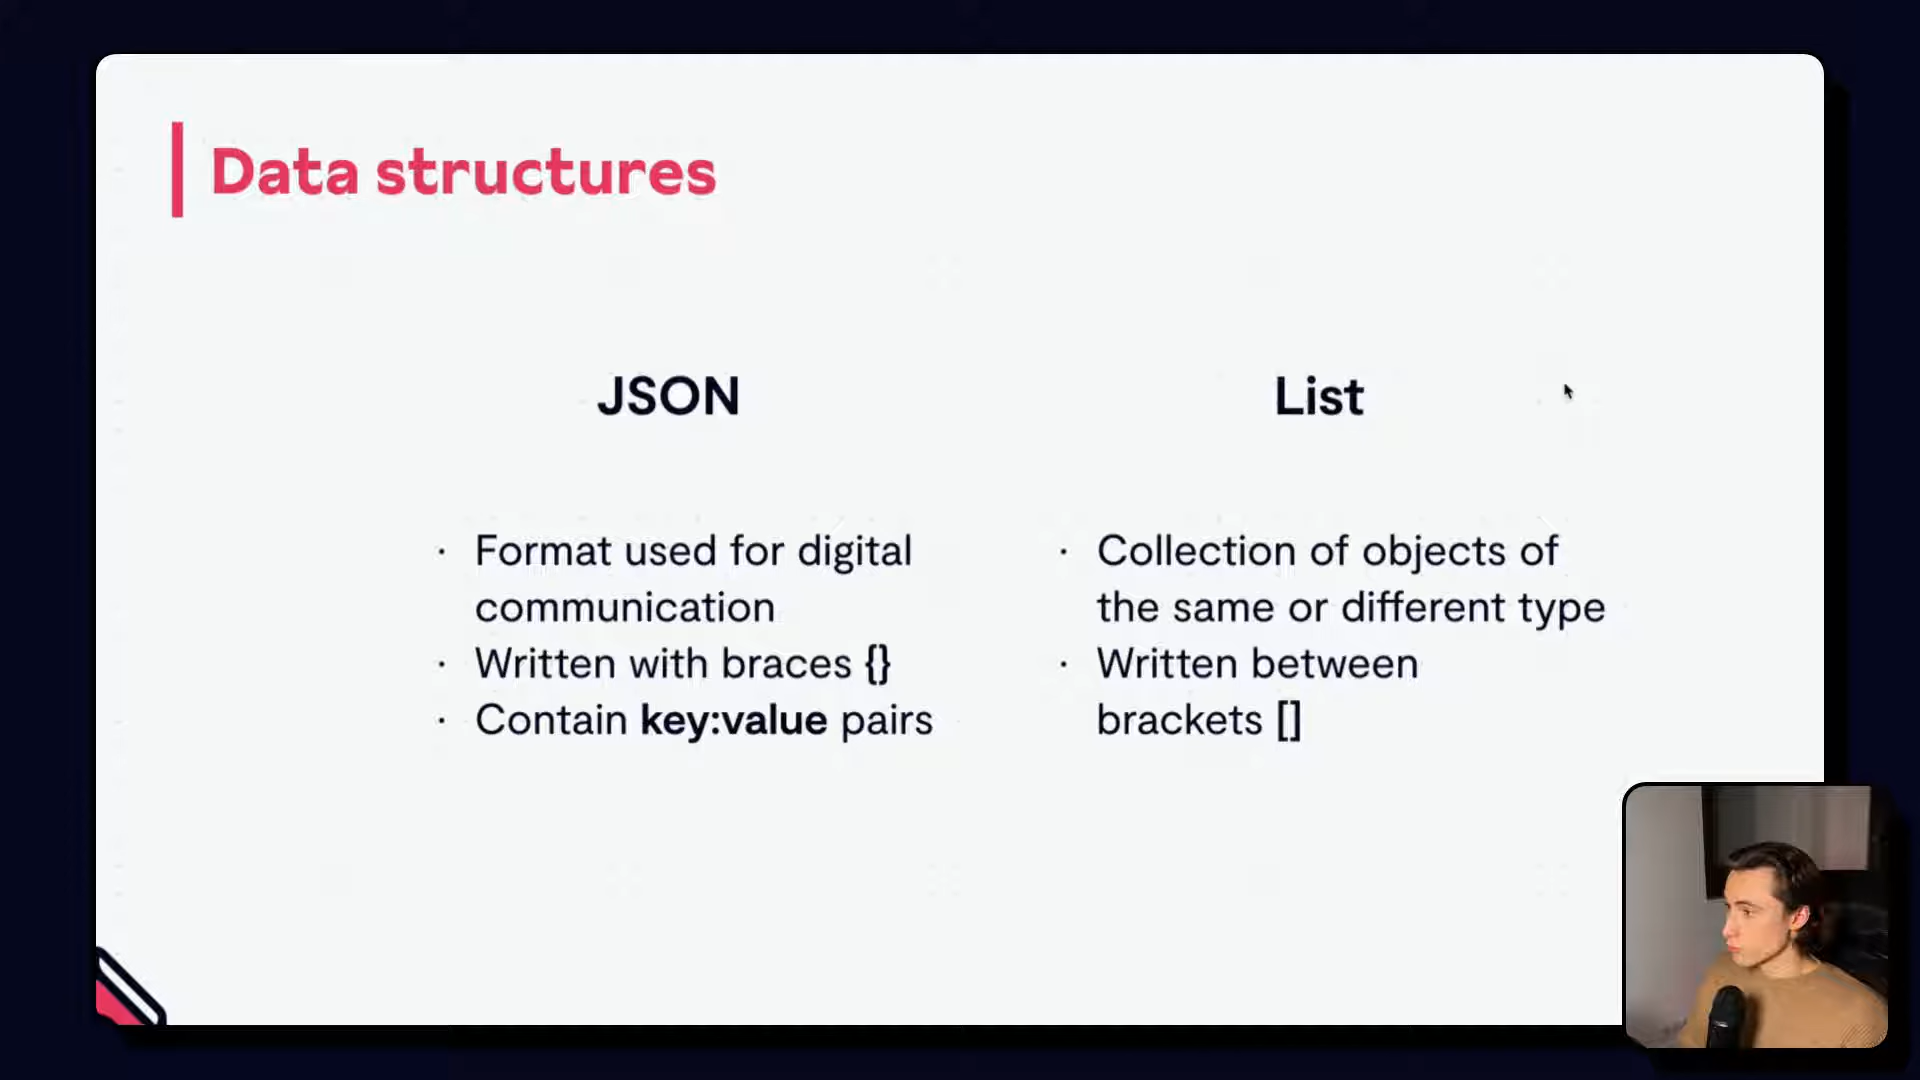 Data structures
JSON
· Format used for digital
communication
· Written with braces {}
· Contain key:value pairs
List
· Collection of objects of
the same or different type
· Written between
brackets []